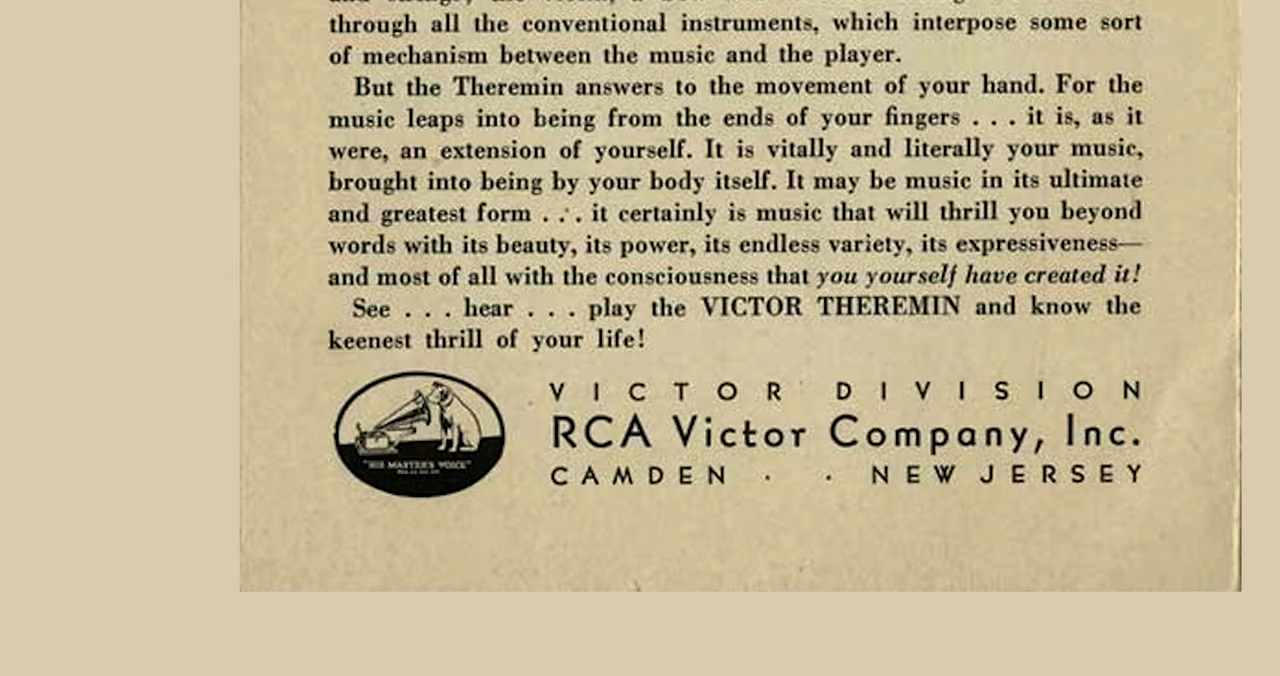 through all the conventional instruments, which interpose some sort
of mechanism between the music and the player.
But the Theremin answers to the movement of your hand. For the
music leaps into being from the ends of your fingers . . . it is, as it
were, an extension of yourself. It is vitally and literally your music,
brought into being by your body itself. It may be music in its ultimate
and greatest form . . . it certainly is music that will thrill you beyond
words with its beauty, its power, its endless variety, its expressiveness—
and most of all with the consciousness that you yourself have created it!
See . . . hear . . . play the VICTOR THEREMIN and know the
keenest thrill of your life!
"HIS MASTER'S VOICE"
VICTOR DIVISION
RCA Victor Company, Inc.
CAMDEN · · NEW JERSEY